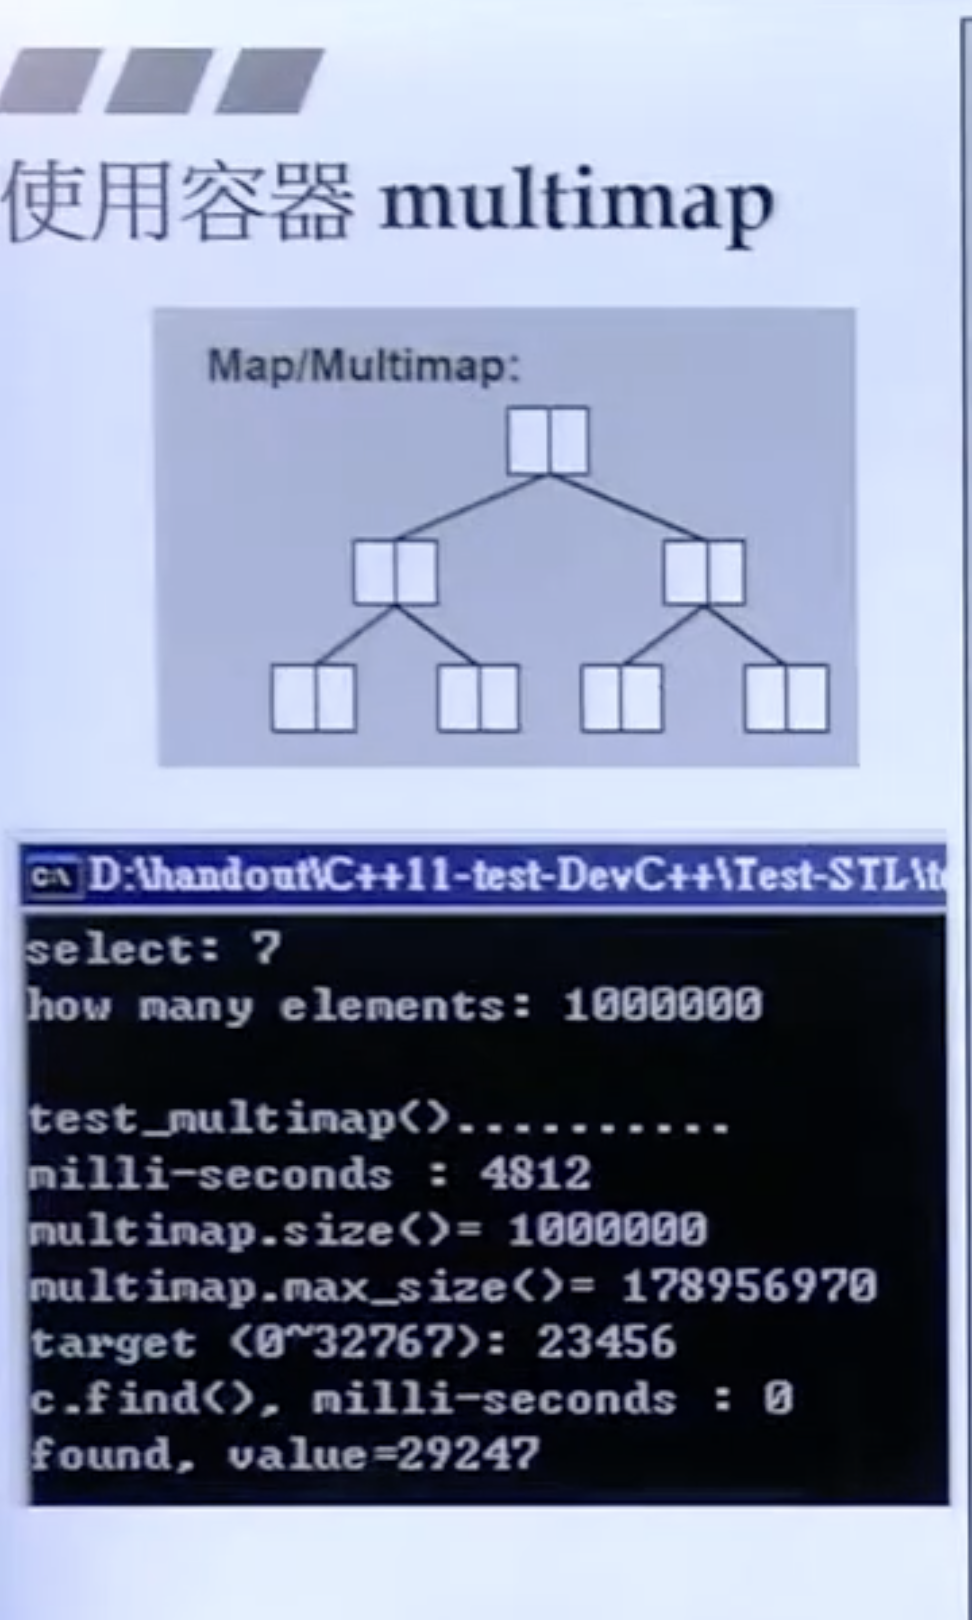 使用容器 multimap
Map/Multimap:
D:\handout\C++11-test-DevC++\Test-STL\
select: 7
how many elements: 1000000
test_multimap()..........
milli-seconds : 4812
multimap.size()= 1000000
multimap.max_size()= 178956970
target (0~32767): 23456
c.find(), milli-seconds : 0
found, value=29247